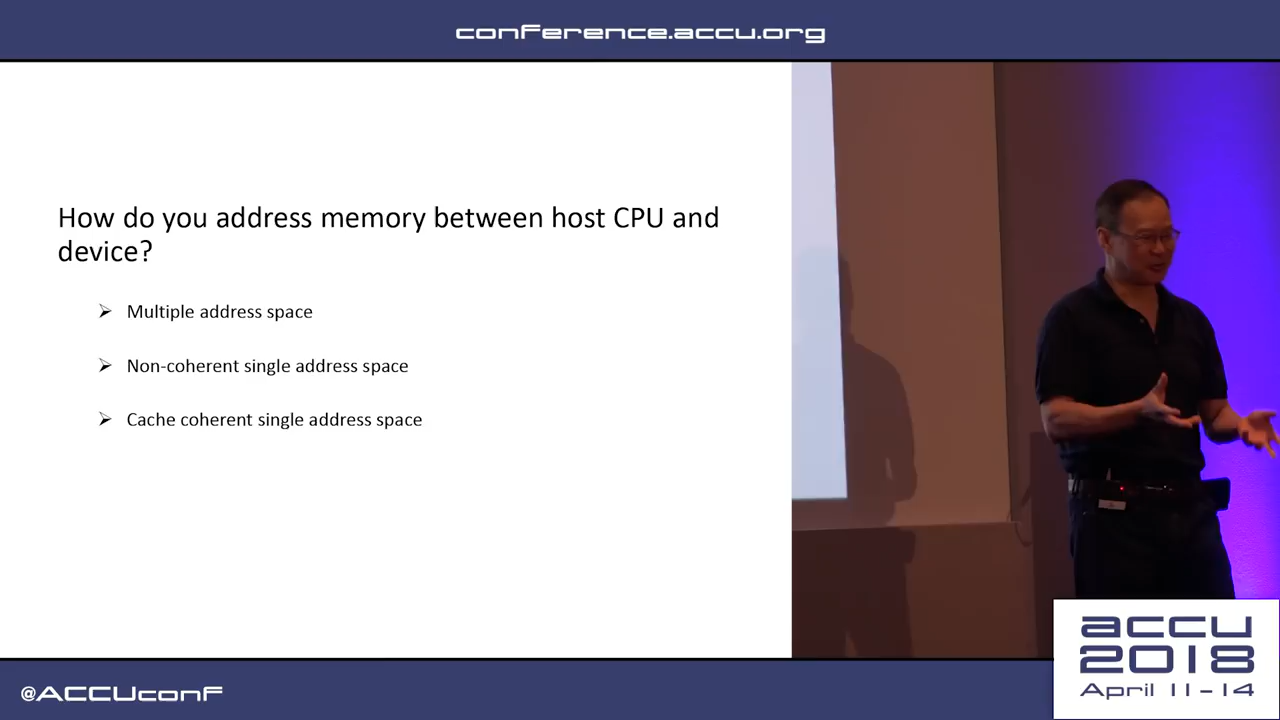 conference.accu.org
How do you address memory between host CPU and
device?
Multiple address space
Non-coherent single address space
Cache coherent single address space
accu
2018
April 11-14
@ACCUconf